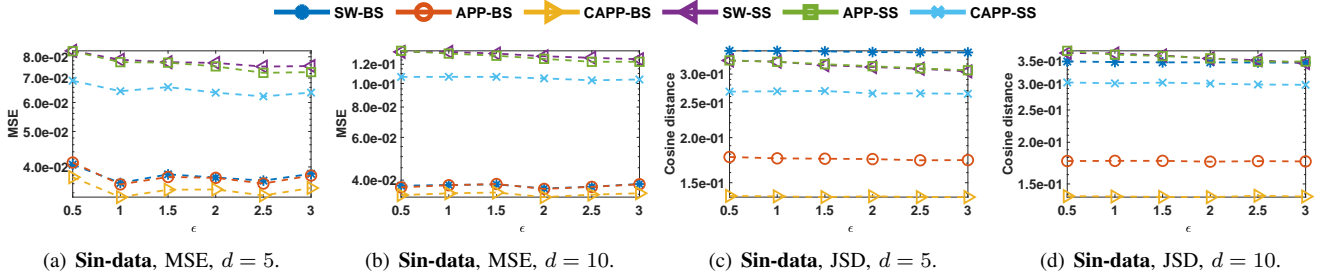 SW-BS APP-BS CAPP-BS SW-SS APP-SS CAPP-SS
8.0e-02
7.0e-02
6.0e-02
5.0e-02
4.0e-02
MSE
0.5 1 1.5 2 2.5 3
ϵ
(a) Sin-data, MSE, d = 5.
1.2e-01
1.0e-01
8.0e-02
6.0e-02
4.0e-02
MSE
0.5 1 1.5 2 2.5 3
ϵ
(b) Sin-data, MSE, d = 10.
3.0e-01
2.5e-01
2.0e-01
1.5e-01
Cosine distance
0.5 1 1.5 2 2.5 3
ϵ
(c) Sin-data, JSD, d = 5.
3.5e-01
3.0e-01
2.5e-01
2.0e-01
1.5e-01
Cosine distance
0.5 1 1.5 2 2.5 3
ϵ
(d) Sin-data, JSD, d = 10.